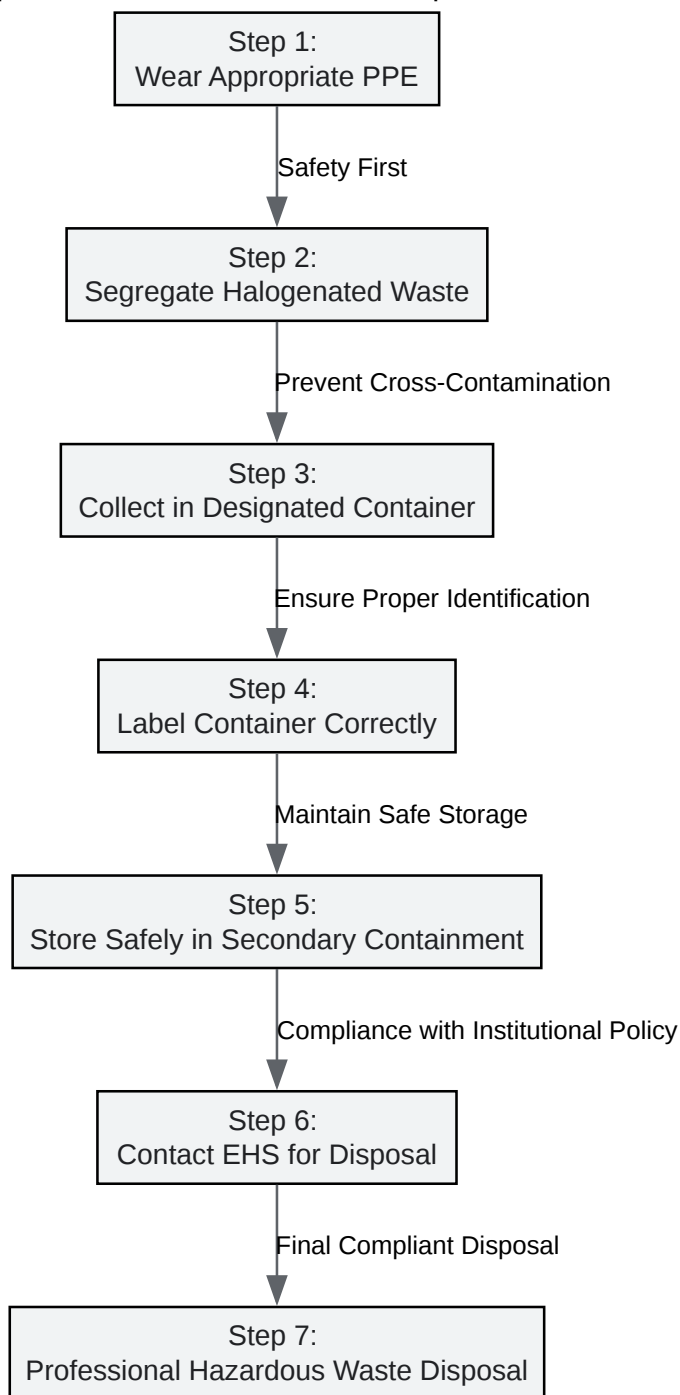 Step 1:
Wear Appropriate PPE
Safety First
Step 2:
Segregate Halogenated Waste
Prevent Cross-Contamination
Step 3:
Collect in Designated Container
Ensure Proper Identification
Step 4:
Label Container Correctly
Maintain Safe Storage
Step 5:
Store Safely in Secondary Containment
Compliance with Institutional Policy
Step 6:
Contact EHS for Disposal
Final Compliant Disposal
Step 7:
Professional Hazardous Waste Disposal